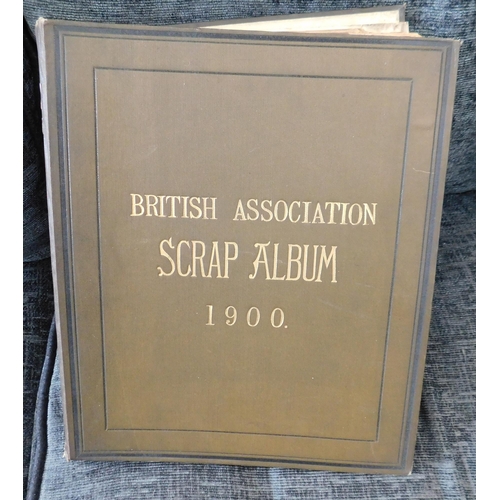 BRITISH ASSOCIATION
SCRAP ALBUM
1900.